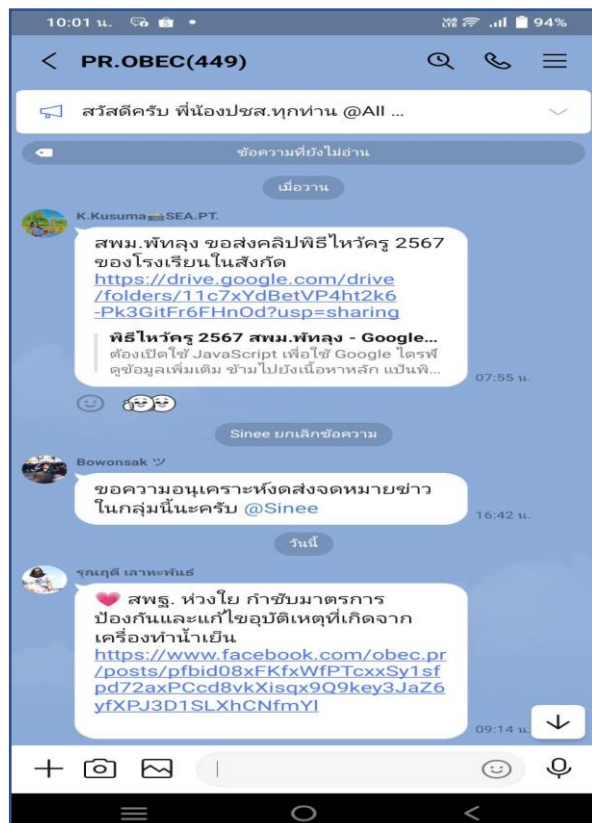 10:01 น.
94%
PR.OBEC(449)
สวัสดีครับ พี่น้องปชส.ทุกท่าน @All ...
ข้อความที่ยังไม่อ่าน
เมื่อวาน
K.Kusuma SEA.PT.
สพม.พัทลุง ขอส่งคลิปพิธีไหว้ครู 2567
ของโรงเรียนในสังกัด
https://drive.google.com/drive
/folders/11c7xYdBetVP4ht2k6
-Pk3GitFr6FHnOd?usp=sharing
พิธีไหว้ครู 2567 สพม.พัทลุง - Google...
ต้องเปิดใช้ JavaScript เพื่อใช้ Google ไดรฟ์
ดูข้อมูลเพิ่มเติม ข้ามไปยังเนื้อหาหลัก แป้นพิ...
07:55 น.
Sinee ยกเลิกข้อความ
Bowonsak ツ
ขอความอนุเคราะห์งดส่งจดหมายข่าว
ในกลุ่มนี้นะครับ @Sinee
16:42 น.
วันนี้
รุณฤดี เลาหะพันธ์
💗 สพฐ. ห่วงใย กำชับมาตรการ
ป้องกันและแก้ไขอุบัติเหตุที่เกิดจาก
เครื่องทำน้ำเย็น
https://www.facebook.com/obec.pr
/posts/pfbid08xFKfxWfPTcxxSy1sf
pd72axPCcd8vkXisqx9Q9key3JaZ6
yfXPJ3D1SLXhCNfmYl
09:14 น.